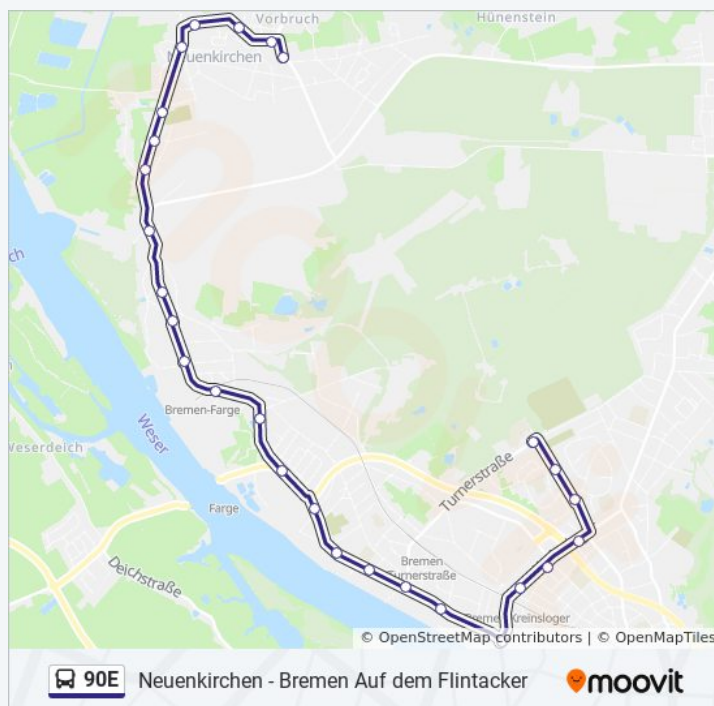 Vorbruch
Hünenstein
Neuenkirchen
ch
Bremen-Farge
Weser
Weserdeich
Turnerstraße
Farge
Deichstraße
Bremen
Turnerstraße
Bremen Kreinsloger
© OpenStreetMap contributors | © OpenMapTiles
90E
Neuenkirchen - Bremen Auf dem Flintacker
moovit